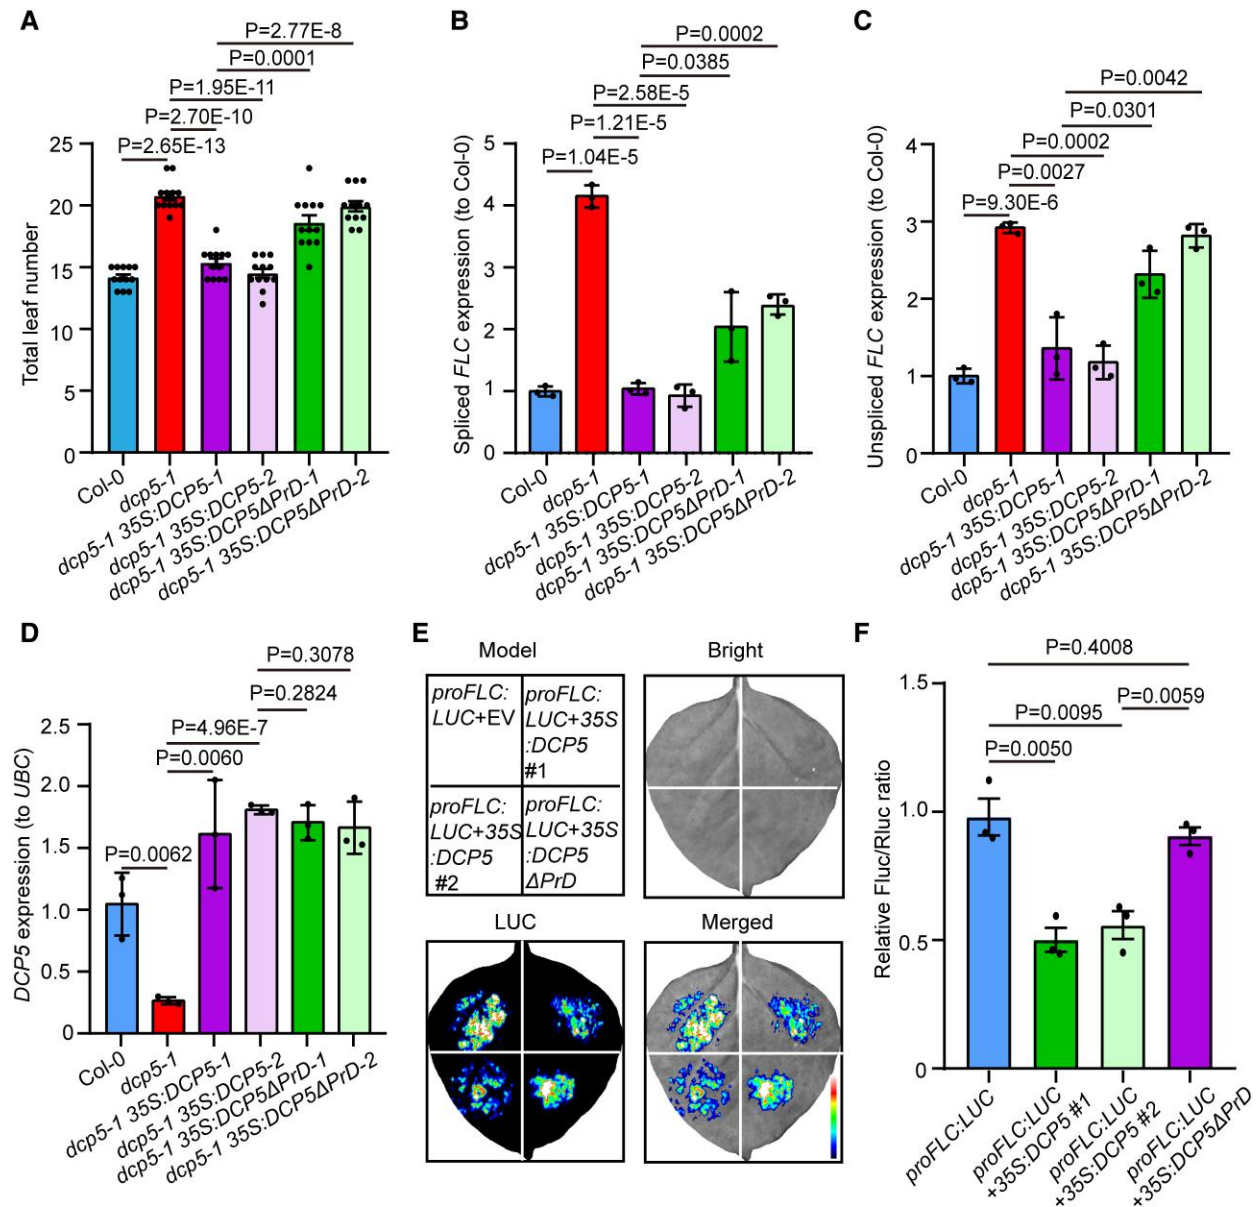 A
P=2.77E-8
P=0.0001
P=1.95E-11
P=2.70E-10
P=2.65E-13
Total leaf number
25
20
15
10
5
0
Col-0
dcp5-1
dcp5-1 35S:DCP5-1
dcp5-1 35S:DCP5-2
dcp5-1 35S:DCP5ΔPrD-1
dcp5-1 35S:DCP5ΔPrD-2
B
P=0.0002
P=0.0385
P=2.58E-5
P=1.21E-5
P=1.04E-5
Spliced FLC expression (to Col-0)
5
4
3
2
1
0
Col-0
dcp5-1
dcp5-1 35S:DCP5-1
dcp5-1 35S:DCP5-2
dcp5-1 35S:DCP5ΔPrD-1
dcp5-1 35S:DCP5ΔPrD-2
C
P=0.0042
P=0.0301
P=0.0002
P=0.0027
P=9.30E-6
Unspliced FLC expression (to Col-0)
4
3
2
1
0
Col-0
dcp5-1
dcp5-1 35S:DCP5-1
dcp5-1 35S:DCP5-2
dcp5-1 35S:DCP5ΔPrD-1
dcp5-1 35S:DCP5ΔPrD-2
D
P=0.3078
P=0.2824
P=4.96E-7
P=0.0060
P=0.0062
DCP5 expression (to UBC)
2.5
2.0
1.5
1.0
0.5
0
Col-0
dcp5-1
dcp5-1 35S:DCP5-1
dcp5-1 35S:DCP5-2
dcp5-1 35S:DCP5ΔPrD-1
dcp5-1 35S:DCP5ΔPrD-2
E
Model
proFLC:
LUC+EV
proFLC:
LUC+35S
:DCP5
#1
proFLC:
LUC+35S
:DCP5
#2
proFLC:
LUC+35S
:DCP5
ΔPrD
Bright
LUC
Merged
F
P=0.4008
P=0.0059
P=0.0095
P=0.0050
Relative Fluc/Rluc ratio
1.5
1.0
0.5
0
proFLC:LUC
proFLC:LUC
+35S:DCP5 #1
proFLC:LUC
+35S:DCP5 #2
proFLC:LUC
+35S:DCP5ΔPrD